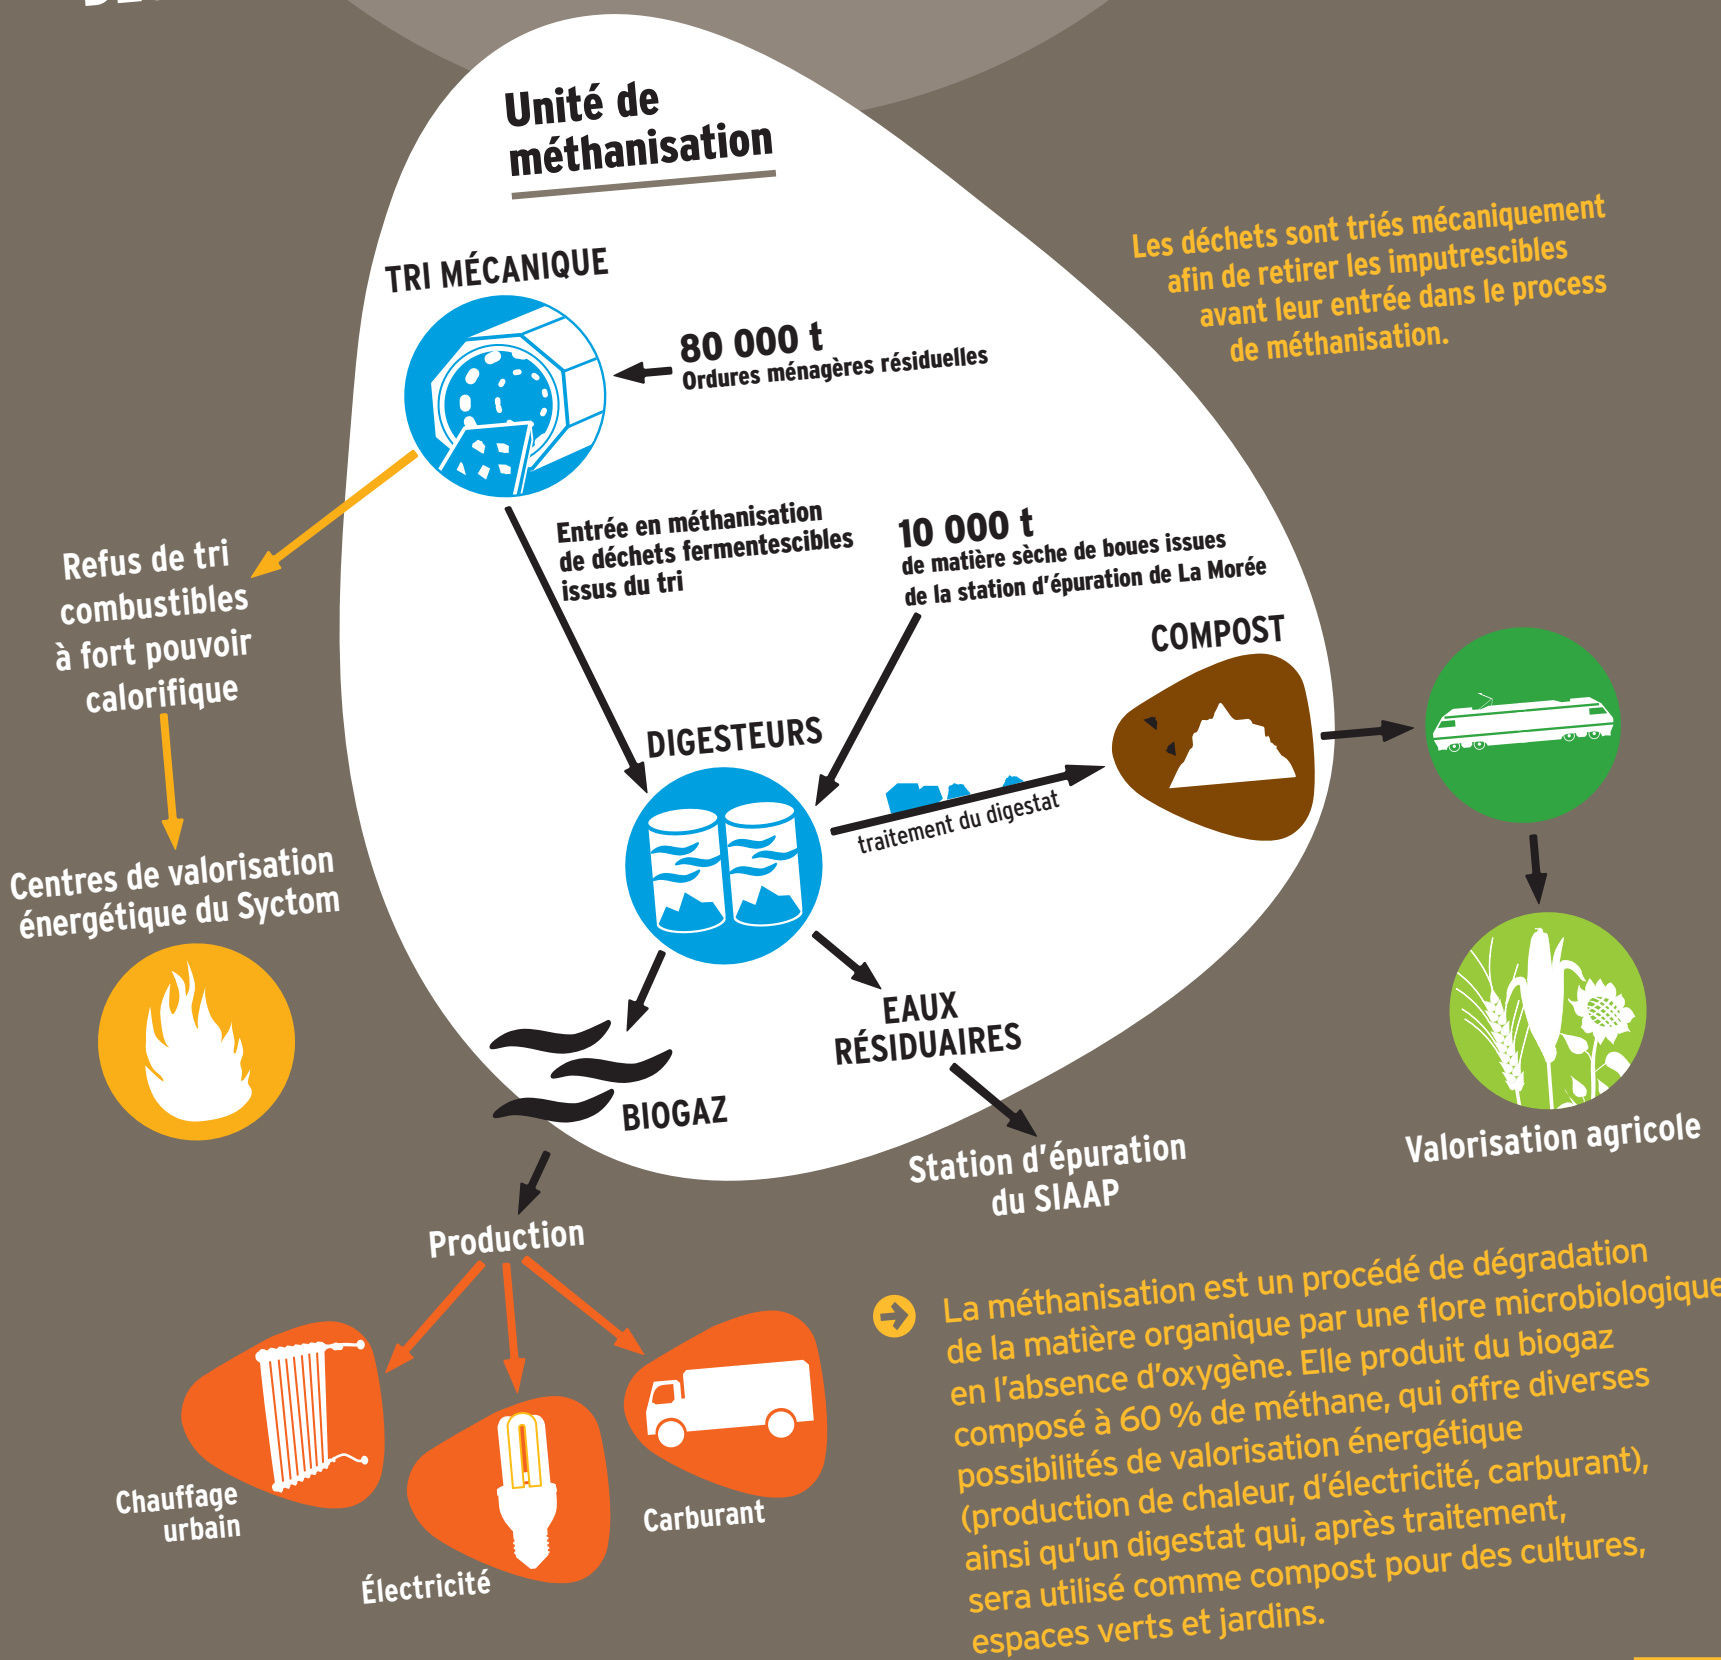 Unité de
méthanisation
Les déchets sont triés mécaniquement
afin de retirer les imputrescibles
avant leur entrée dans le process
de méthanisation.
TRI MÉCANIQUE
80 000 t
Ordures ménagères résiduelles
Entrée en méthanisation
de déchets fermentescibles
issus du tri
10 000 t
de matière sèche de boues issues
de la station d'épuration de La Morée
Refus de tri
combustibles
à fort pouvoir
calorifique
COMPOST
DIGESTEURS
traitement du digestat
Centres de valorisation
énergétique du Syctom
EAUX
RÉSIDUAIRES
BIOGAZ
Valorisation agricole
Station d'épuration
du SIAAP
Production
Chauffage
urbain
Électricité
Carburant
La méthanisation est un procédé de dégradation
de la matière organique par une flore microbiologique
en l'absence d'oxygène. Elle produit du biogaz
composé à 60 % de méthane, qui offre diverses
possibilités de valorisation énergétique
(production de chaleur, d'électricité, carburant),
ainsi qu'un digestat qui, après traitement,
sera utilisé comme compost pour des cultures,
espaces verts et jardins.